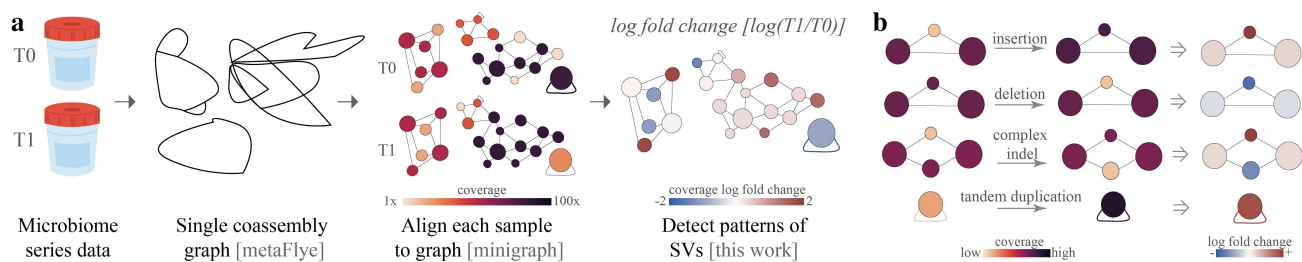 a
T0
T1
Microbiome
series data
Single coassembly
graph [metaFlye]
T0
T1
coverage
1x
100x
Align each sample
to graph [minigraph]
log fold change [log(T1/T0)]
coverage log fold change
-2
2
Detect patterns of
SVs [this work]
b
insertion
⇒
deletion
⇒
complex
indel
⇒
tandem duplication
⇒
coverage
low
high
log fold change
-
+